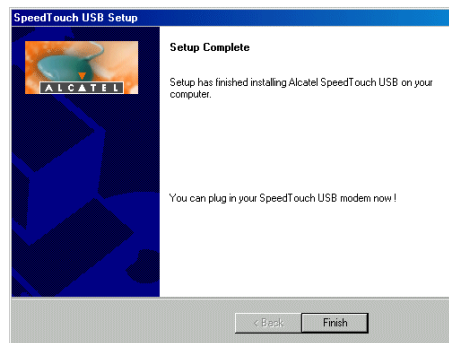 SpeedTouch USB Setup
Setup Complete
ALCATEL
Setup has finished installing Alcatel SpeedTouch USB on your
computer.
You can plug in your SpeedTouch USB modem now !
< Back
Finish